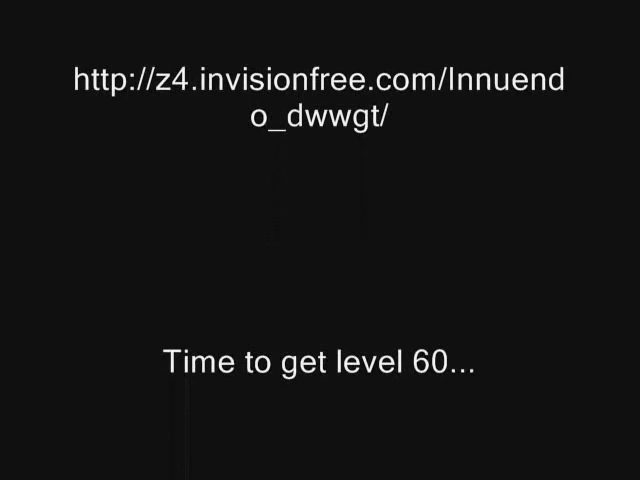 http://z4.invisionfree.com/Innuend
o_dwwgt/
Time to get level 60...